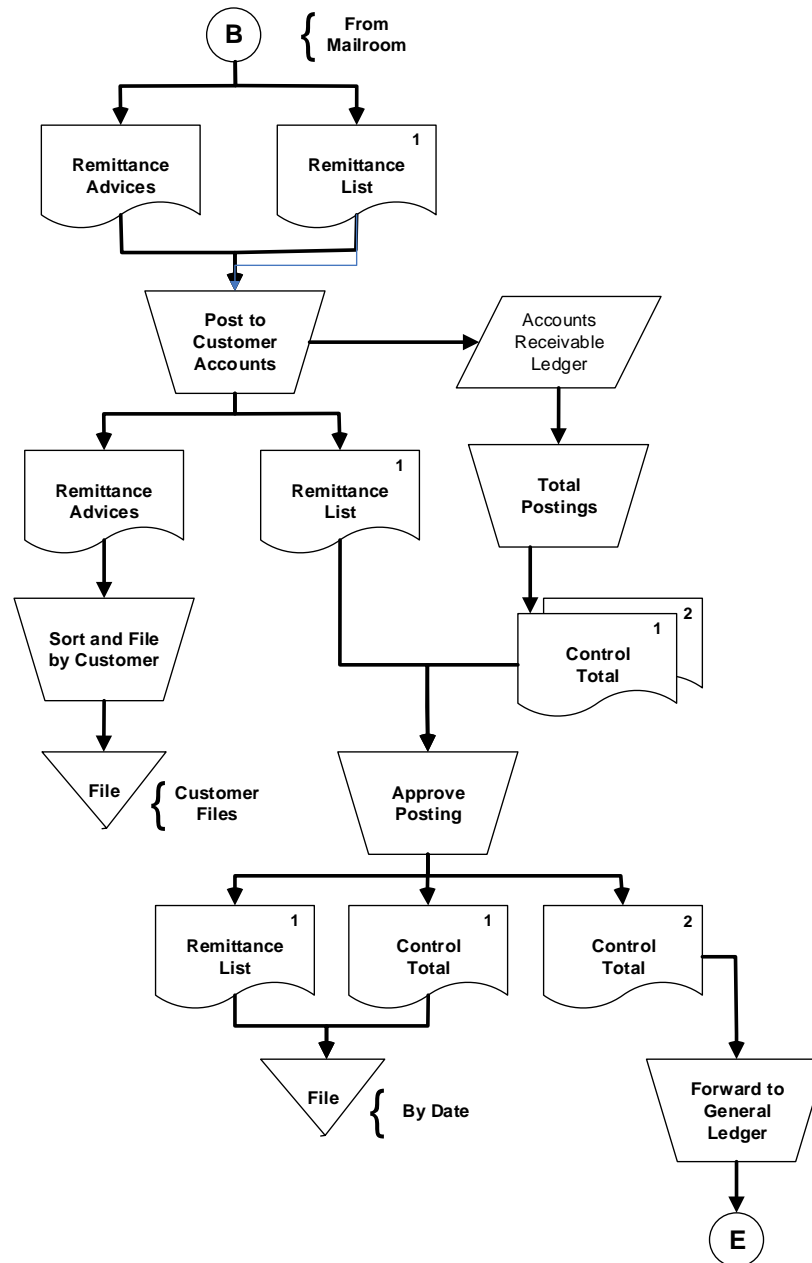 B
From
Mailroom
Remittance
Advices
1
Remittance
List
Post to
Customer
Accounts
Accounts
Receivable
Ledger
Remittance
Advices
1
Remittance
List
Total
Postings
Sort and File
by Customer
2
1
Control
Total
File
Customer
Files
Approve
Posting
1
Remittance
List
1
Control
Total
2
Control
Total
File
By Date
Forward to
General
Ledger
E